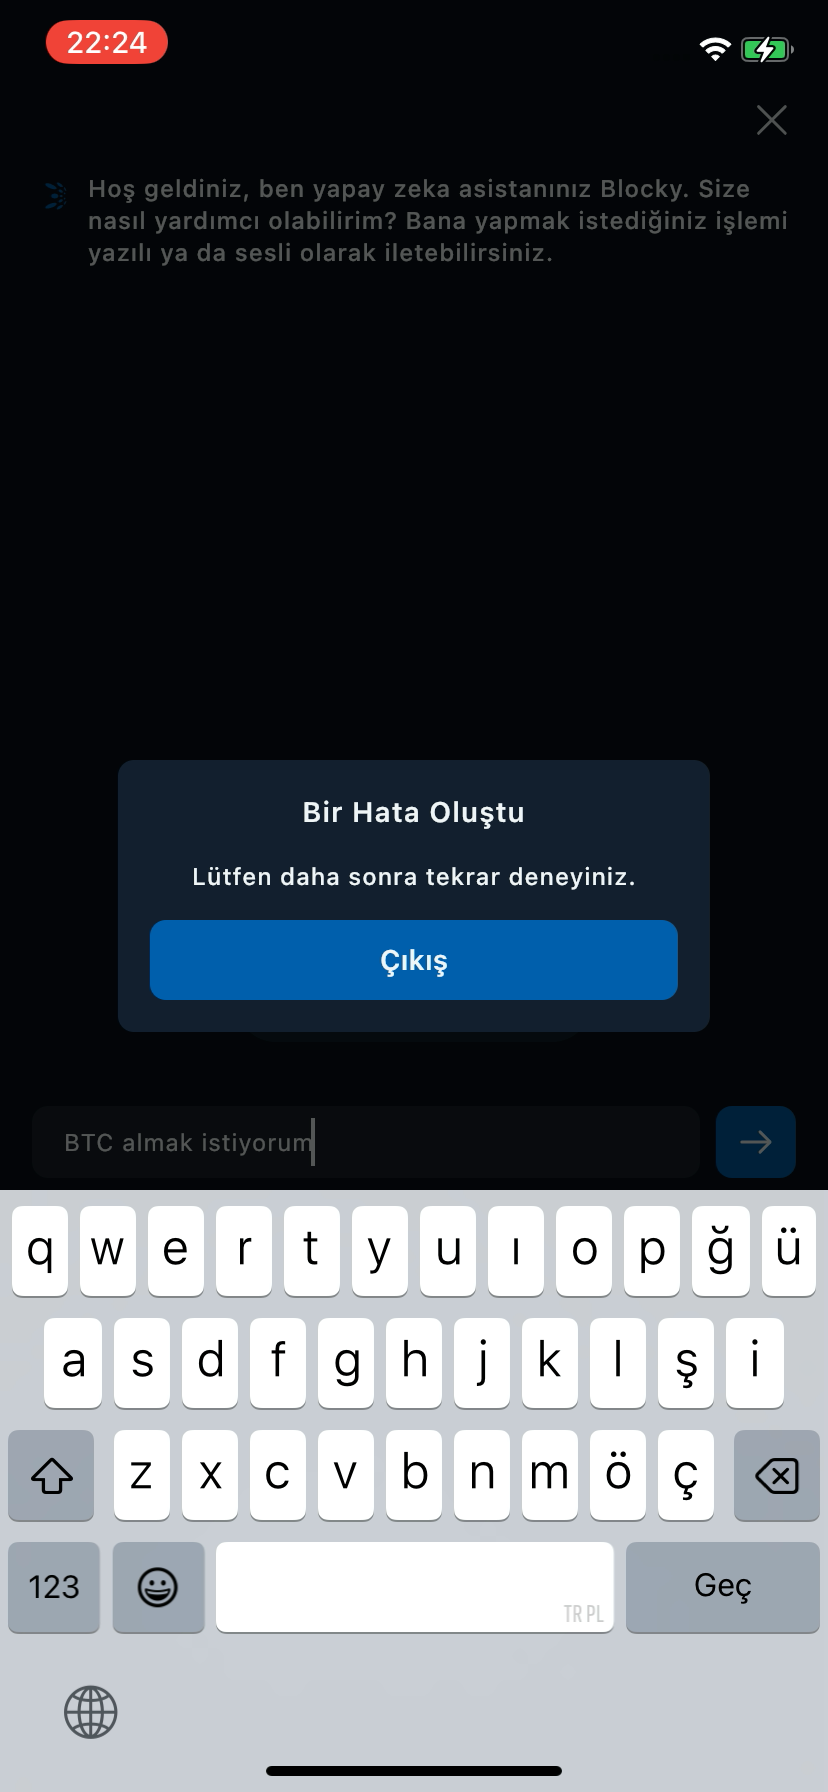 22:24
Hoş geldiniz, ben yapay zeka asistanınız Blocky. Size
nasıl yardımcı olabilirim? Bana yapmak istediğiniz işlemi
yazılı ya da sesli olarak iletebilirsiniz.
Bir Hata Oluştu
Lütfen daha sonra tekrar deneyiniz.
Çıkış
BTC almak istiyorum
q w e r t y u ı o p ğ ü
a s d f g h j k l ş i
z x c v b n m ö ç
123 TR PL Geç